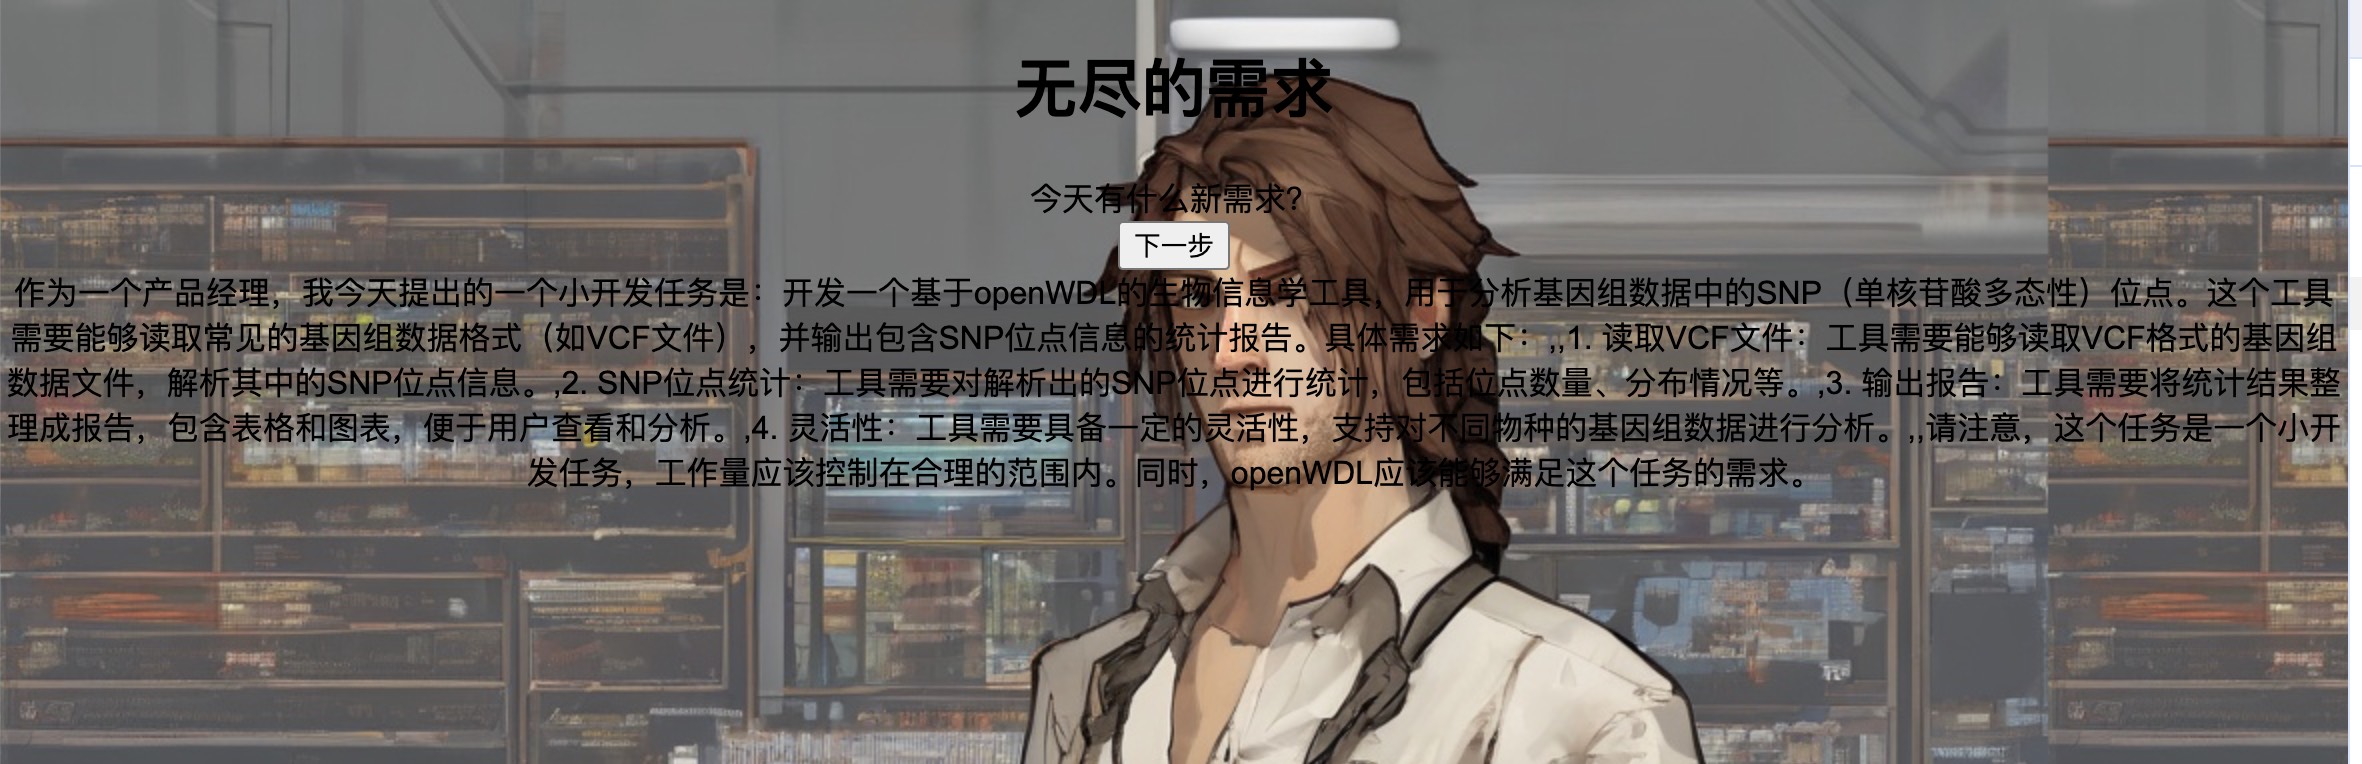 无尽的需求
今天有什么新需求?
下一步
作为一个产品经理，我今天提出的一个小开发任务是：开发一个基于openWDL的生物信息学工具，用于分析基因组数据中的SNP（单核苷酸多态性）位点。这个工具
需要能够读取常见的基因组数据格式（如VCF文件），并输出包含SNP位点信息的统计报告。具体需求如下：,,1. 读取VCF文件：工具需要能够读取VCF格式的基因组
数据文件，解析其中的SNP位点信息。,2. SNP位点统计：工具需要对解析出的SNP位点进行统计，包括位点数量、分布情况等。,3. 输出报告：工具需要将统计结果整
理成报告，包含表格和图表，便于用户查看和分析。,4. 灵活性：工具需要具备一定的灵活性，支持对不同物种的基因组数据进行分析。,,请注意，这个任务是一个小开
发任务，工作量应该控制在合理的范围内。同时，openWDL应该能够满足这个任务的需求。